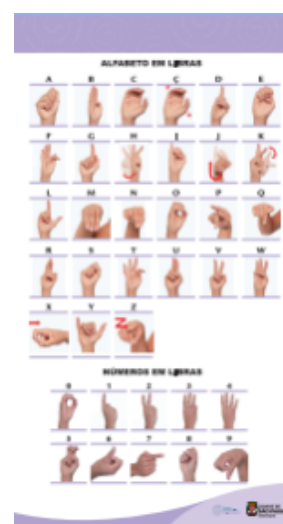 ALFABETO EM LIBRAS
A B C Ç D E
F G H I J K
L M N O P Q
R S T U V W
X Y Z
NÚMEROS EM LIBRAS
0 1 2 3 4
5 6 7 8 9